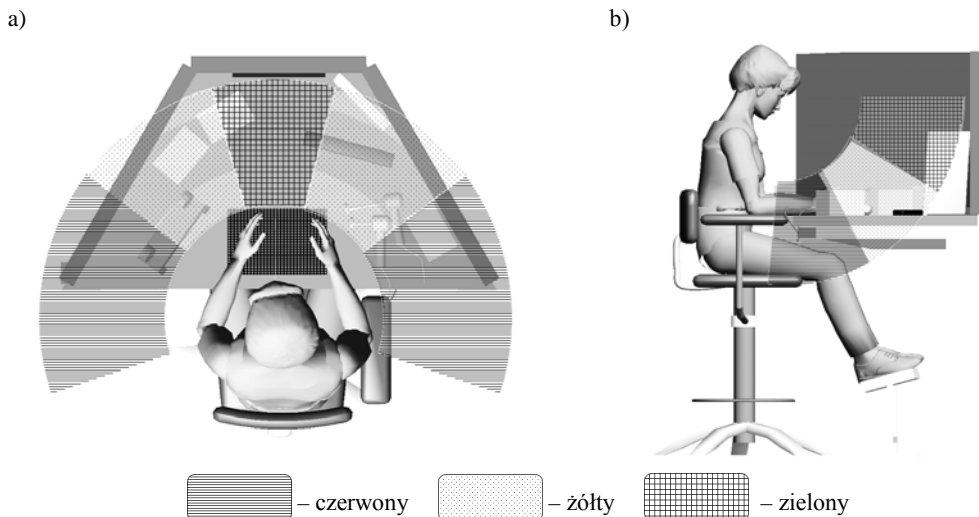 a)
b)
– czerwony
– żółty
– zielony